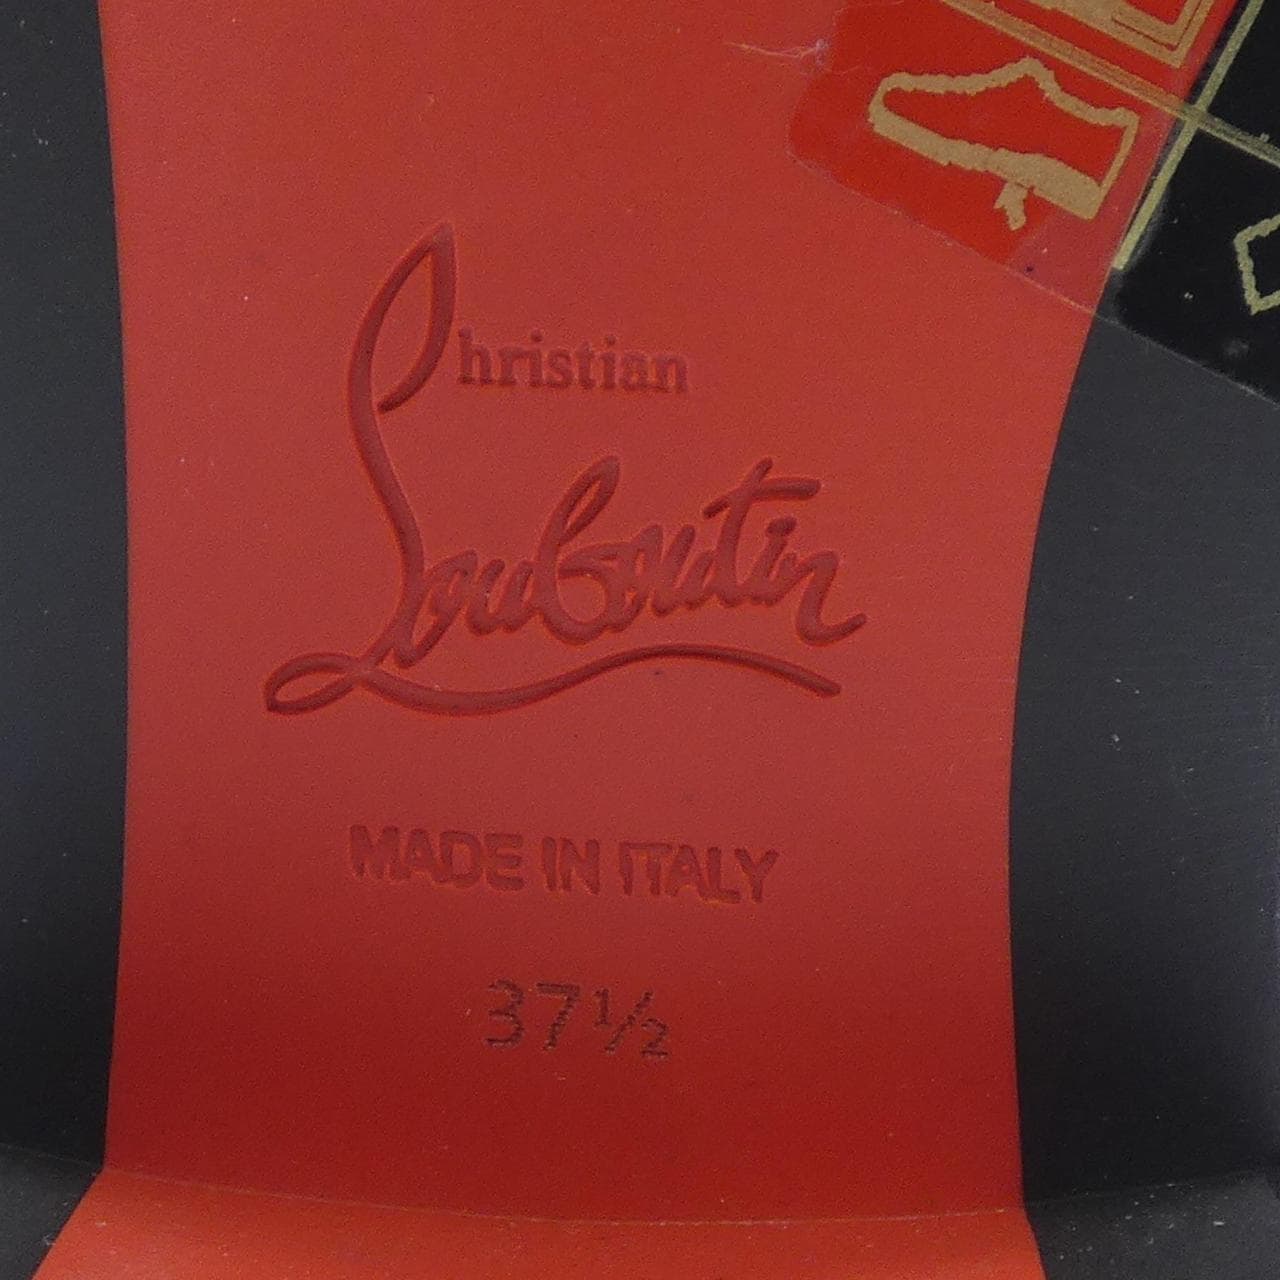 Christian
Louboutin
MADE IN ITALY
37½